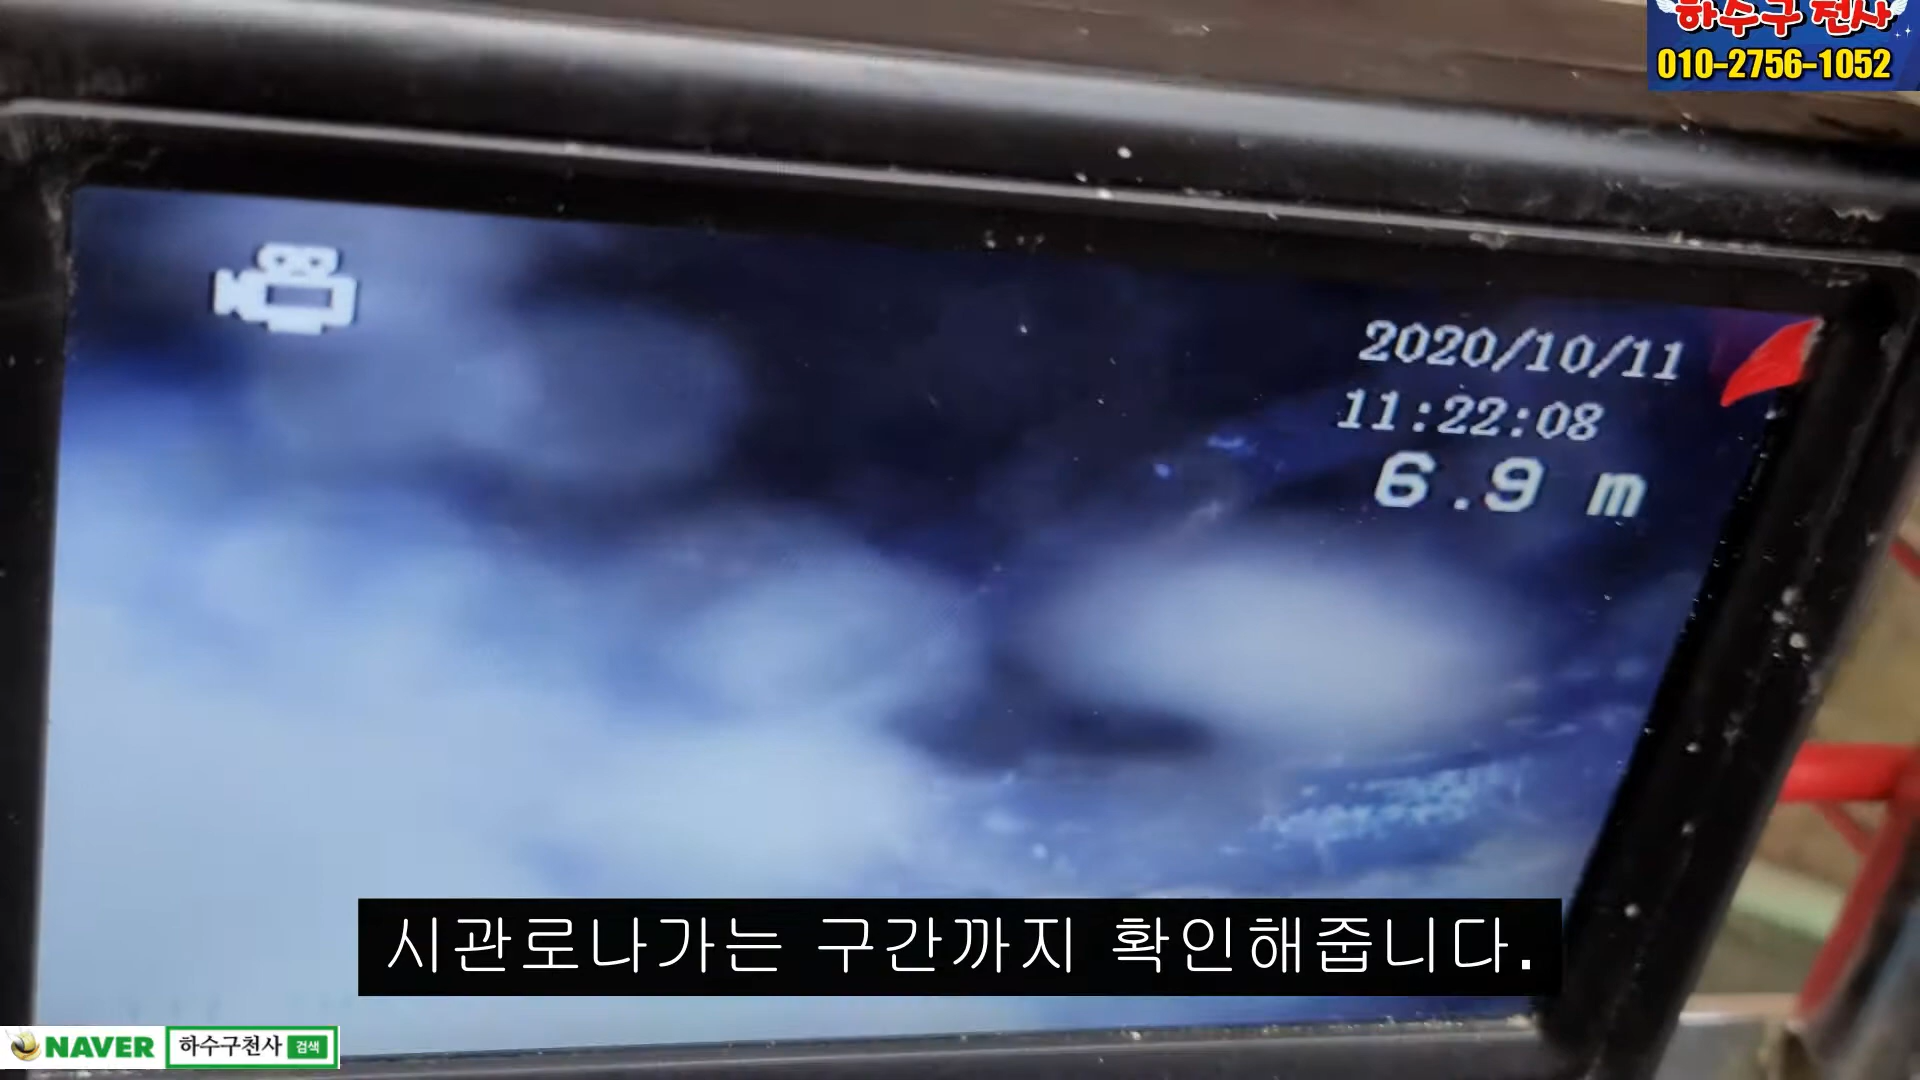 하수구 천사
010-2756-1052
2020/10/11
11:22:08
6.9 m
시관로나가는 구간까지 확인해줍니다.
NAVER 하수구천사 검색